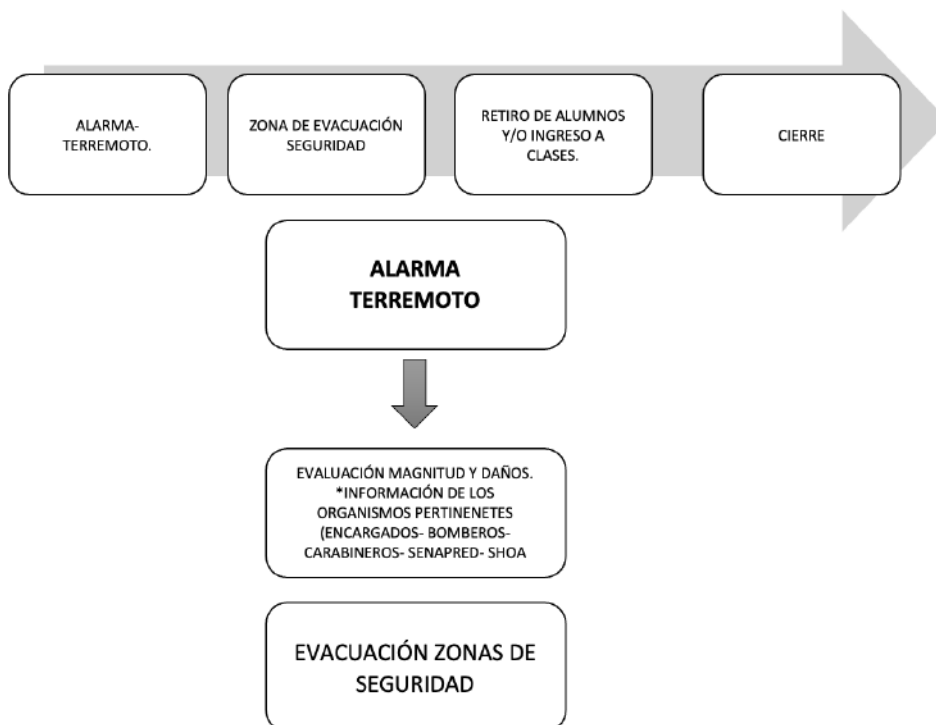 ALARMA-
TERREMOTO.
ZONA DE EVACUACIÓN
SEGURIDAD
RETIRO DE ALUMNOS
Y/O INGRESO A
CLASES.
CIERRE
ALARMA
TERREMOTO
EVALUACIÓN MAGNITUD Y DAÑOS.
*INFORMACIÓN DE LOS
ORGANISMOS PERTINENETES
(ENCARGADOS- BOMBEROS-
CARABINEROS- SENAPRED- SHOA
EVACUACIÓN ZONAS DE
SEGURIDAD